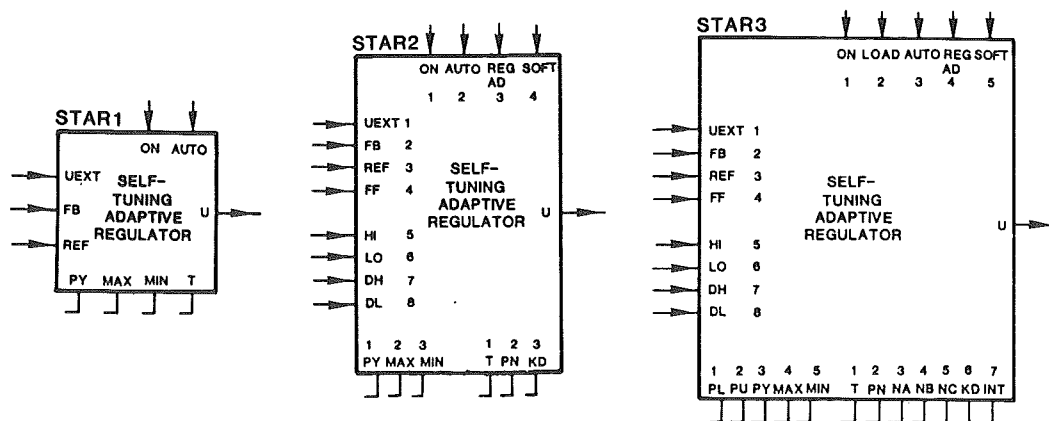 STAR1
ON AUTO
UEXT
FB
REF
SELF-
TUNING
ADAPTIVE
REGULATOR
U
PY MAX MIN T
STAR2
ON AUTO REG SOFT
AD
1 2 3 4
UEXT 1
FB 2
REF 3
FF 4
SELF-
TUNING
ADAPTIVE
REGULATOR
U
HI 5
LO 6
DH 7
DL 8
1 2 3 1 2 3
PY MAX MIN T PN KD
STAR3
ON LOAD AUTO REG SOFT
AD
1 2 3 4 5
UEXT 1
FB 2
REF 3
FF 4
SELF-
TUNING
ADAPTIVE
REGULATOR
U
HI 5
LO 6
DH 7
DL 8
1 2 3 4 5 1 2 3 4 5 6 7
PL PU PY MAX MIN T PN NA NB NC KD INT